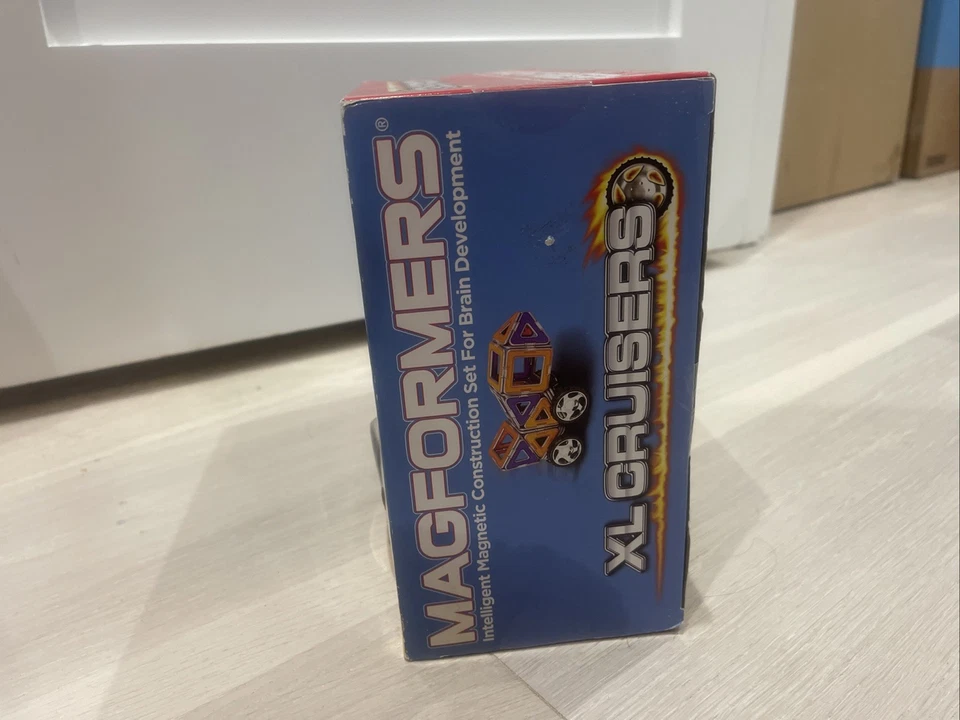 MAGFORMERS®
Intelligent Magnetic Construction Set For Brain Development
XL CRUISERS